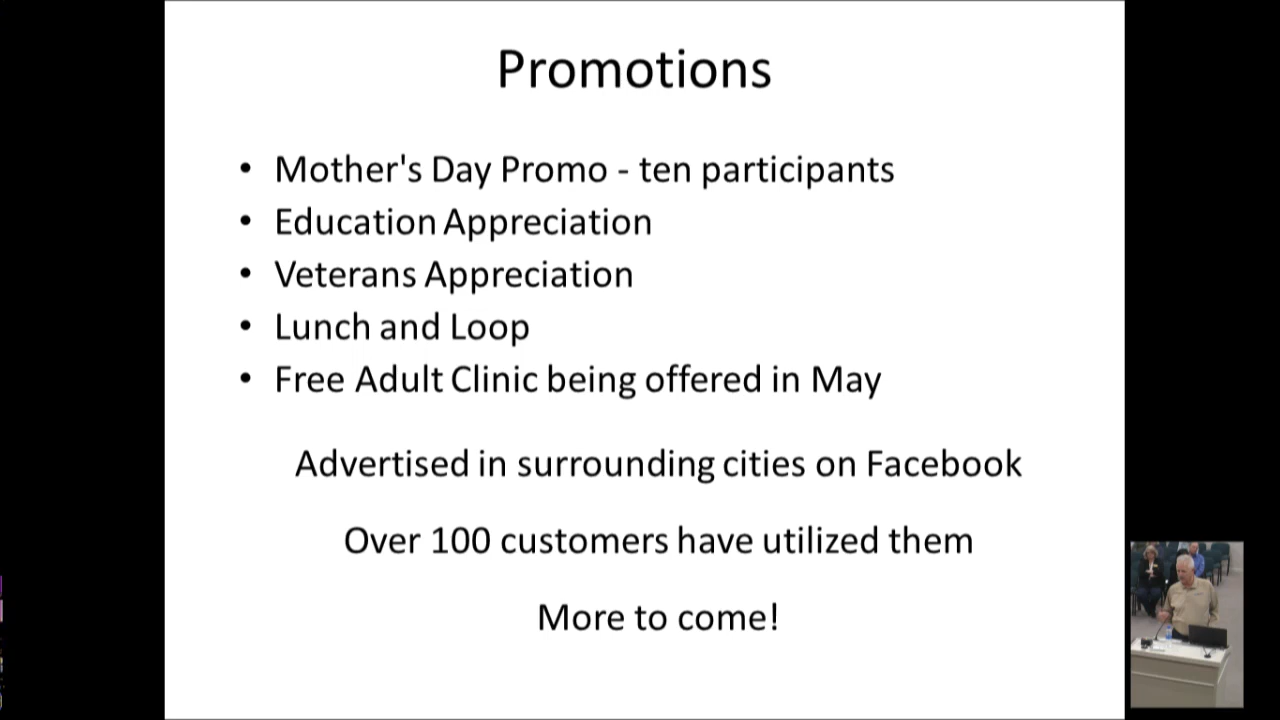 Promotions
• Mother's Day Promo - ten participants
• Education Appreciation
• Veterans Appreciation
• Lunch and Loop
• Free Adult Clinic being offered in May
Advertised in surrounding cities on Facebook
Over 100 customers have utilized them
More to come!